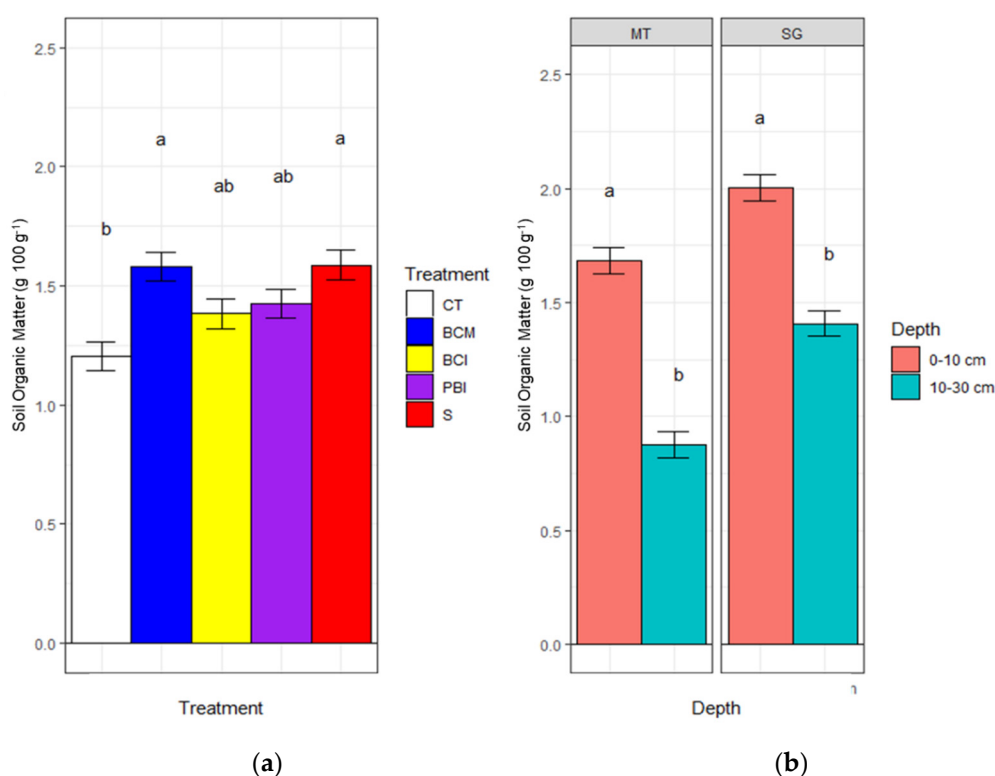 Soil Organic Matter (g 100 g⁻¹)
2.5
2.0
1.5
1.0
0.5
0.0
b
a
ab
ab
a
Treatment
Treatment
CT
BCM
BCI
PBI
S
(a)
MT
SG
Soil Organic Matter (g 100 g⁻¹)
2.5
2.0
1.5
1.0
0.5
0.0
a
b
a
b
Depth
Depth
0-10 cm
10-30 cm
(b)